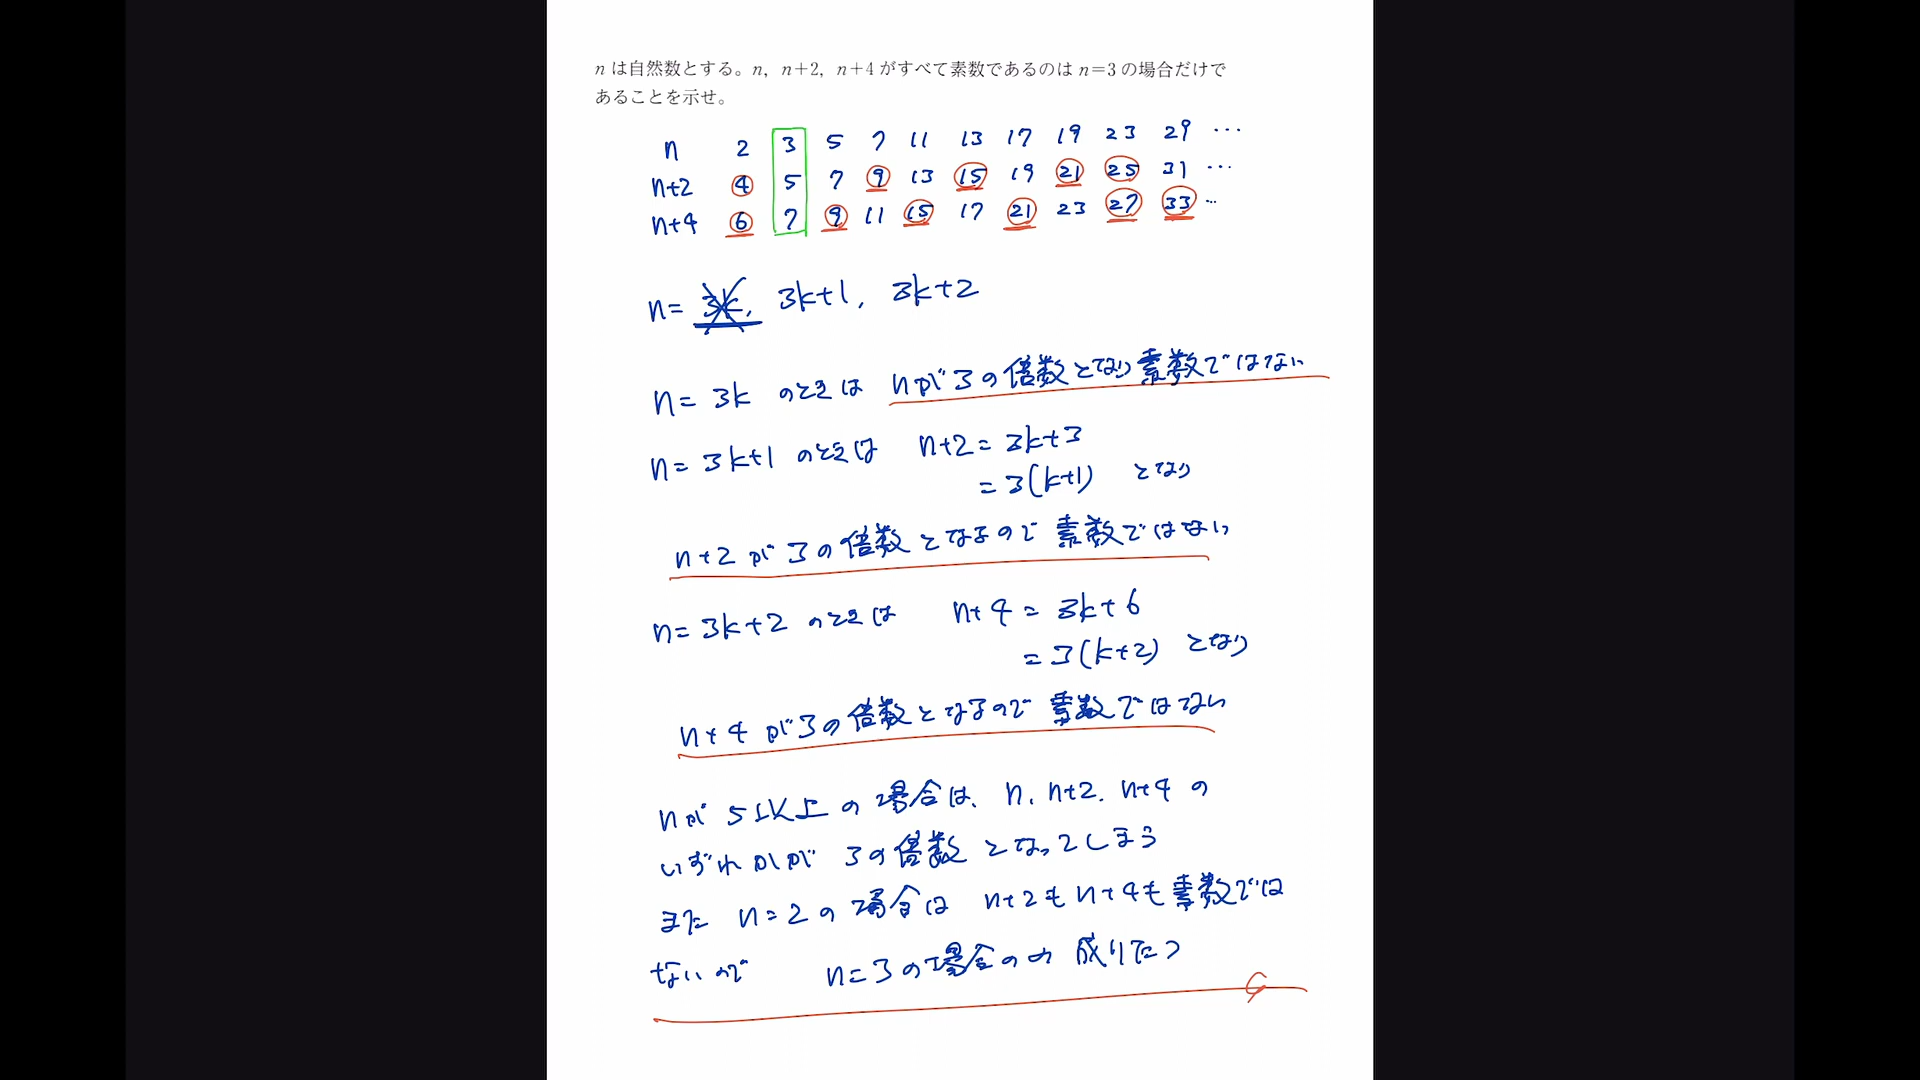 nは自然数とする。n，n＋2，n＋4がすべて素数であるのはn＝3の場合だけで
あることを示せ。
n 2 3 5 7 11 13 17 19 23 29 …
n+2 4 5 7 9 13 15 19 21 25 31 …
n+4 6 7 9 11 15 17 21 23 27 33 …
n= 3k, 3k+1, 3k+2
n= 3k のときは nが3の倍数となり素数ではない
n= 3k+1 のときは n+2= 3k+3
= 3(k+1) となり
n+2が3の倍数となるので素数ではない
n= 3k+2 のときは n+4 = 3k+6
= 3(k+2) となり
n+4が3の倍数となるので素数ではない
nが5以上の場合は、n、n+2、n+4の
いずれかが3の倍数となってしまう
またn=2の場合はn+2もn+4も素数では
ないので n=3の場合のみ成りたつ